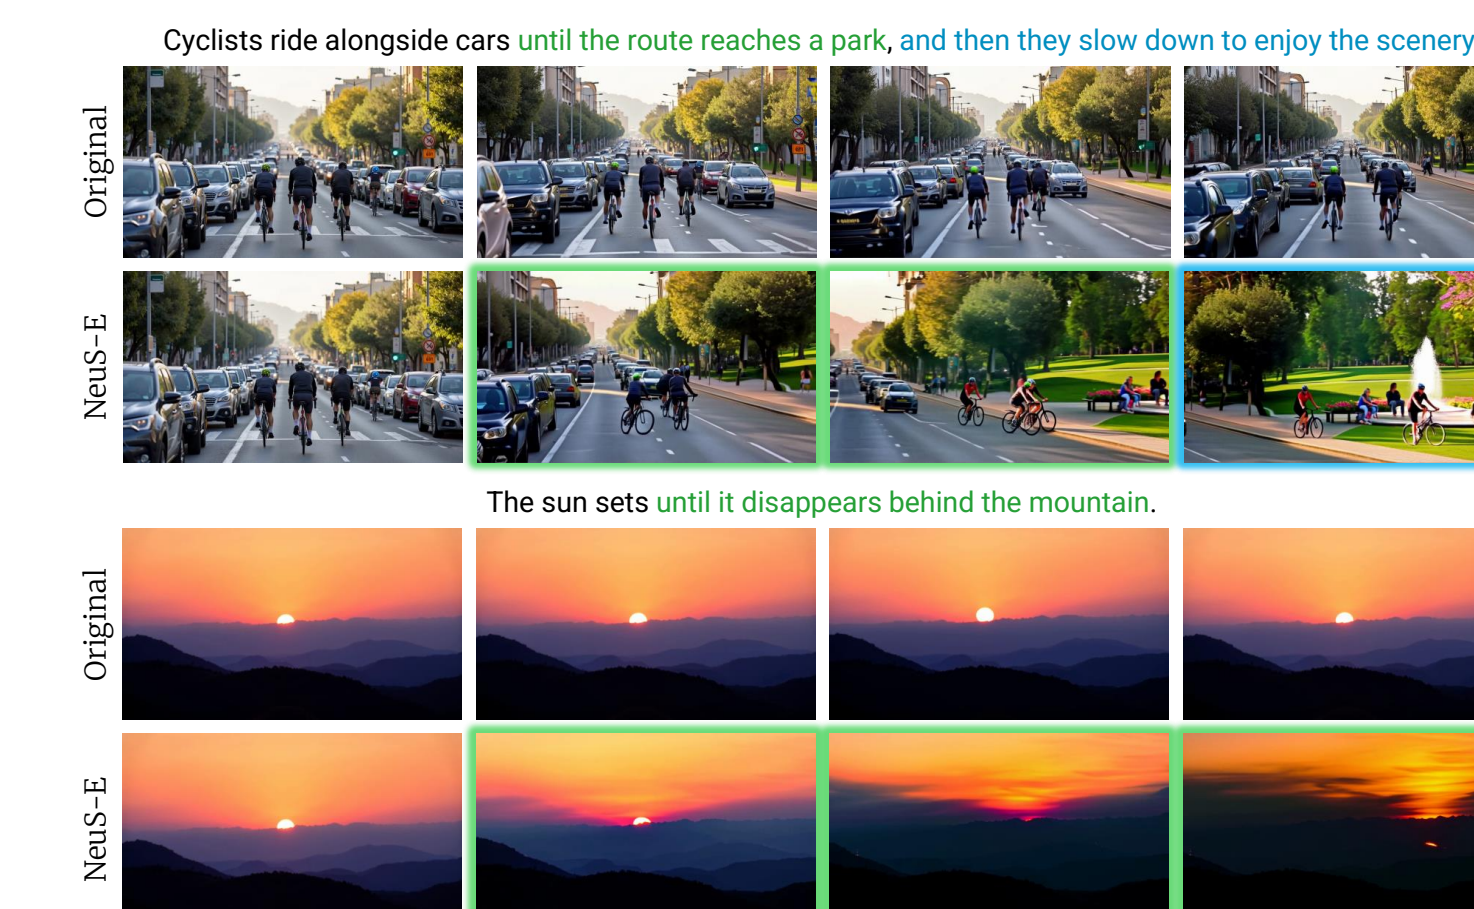 Cyclists ride alongside cars until the route reaches a park, and then they slow down to enjoy the scenery
Original
NeuS-E
The sun sets until it disappears behind the mountain.
Original
NeuS-E